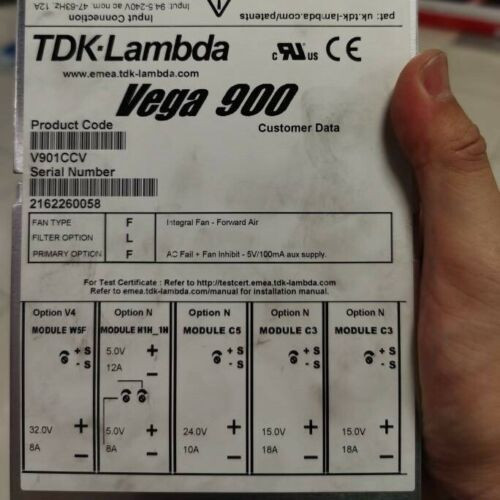 Input Connection
Input: 94.5-240V ac nom. 47-63Hz, 12A
pat: uk.tdk-lambda.com/patents
TDK·Lambda
c RU us CE
www.emea.tdk-lambda.com
Vega 900
Product Code
Customer Data
V901CCV
Serial Number
2162260058
FAN TYPE F Integral Fan - Forward Air
FILTER OPTION L
PRIMARY OPTION F AC Fail + Fan Inhibit - 5V/100mA aux supply.
For Test Certificate : Refer to http://testcert.emea.tdk-lambda.com
Refer to emea.tdk-lambda.com/manual for installation manual.
Option V4 Option N Option N Option N Option N
MODULE W5F MODULE H1H_1H MODULE C5 MODULE C3 MODULE C3
+ S 5.0V + + S + S + S
- S 12A - - S - S - S
32.0V + 5.0V + 24.0V + 15.0V + 15.0V +
8A - 8A - 10A - 18A - 18A -